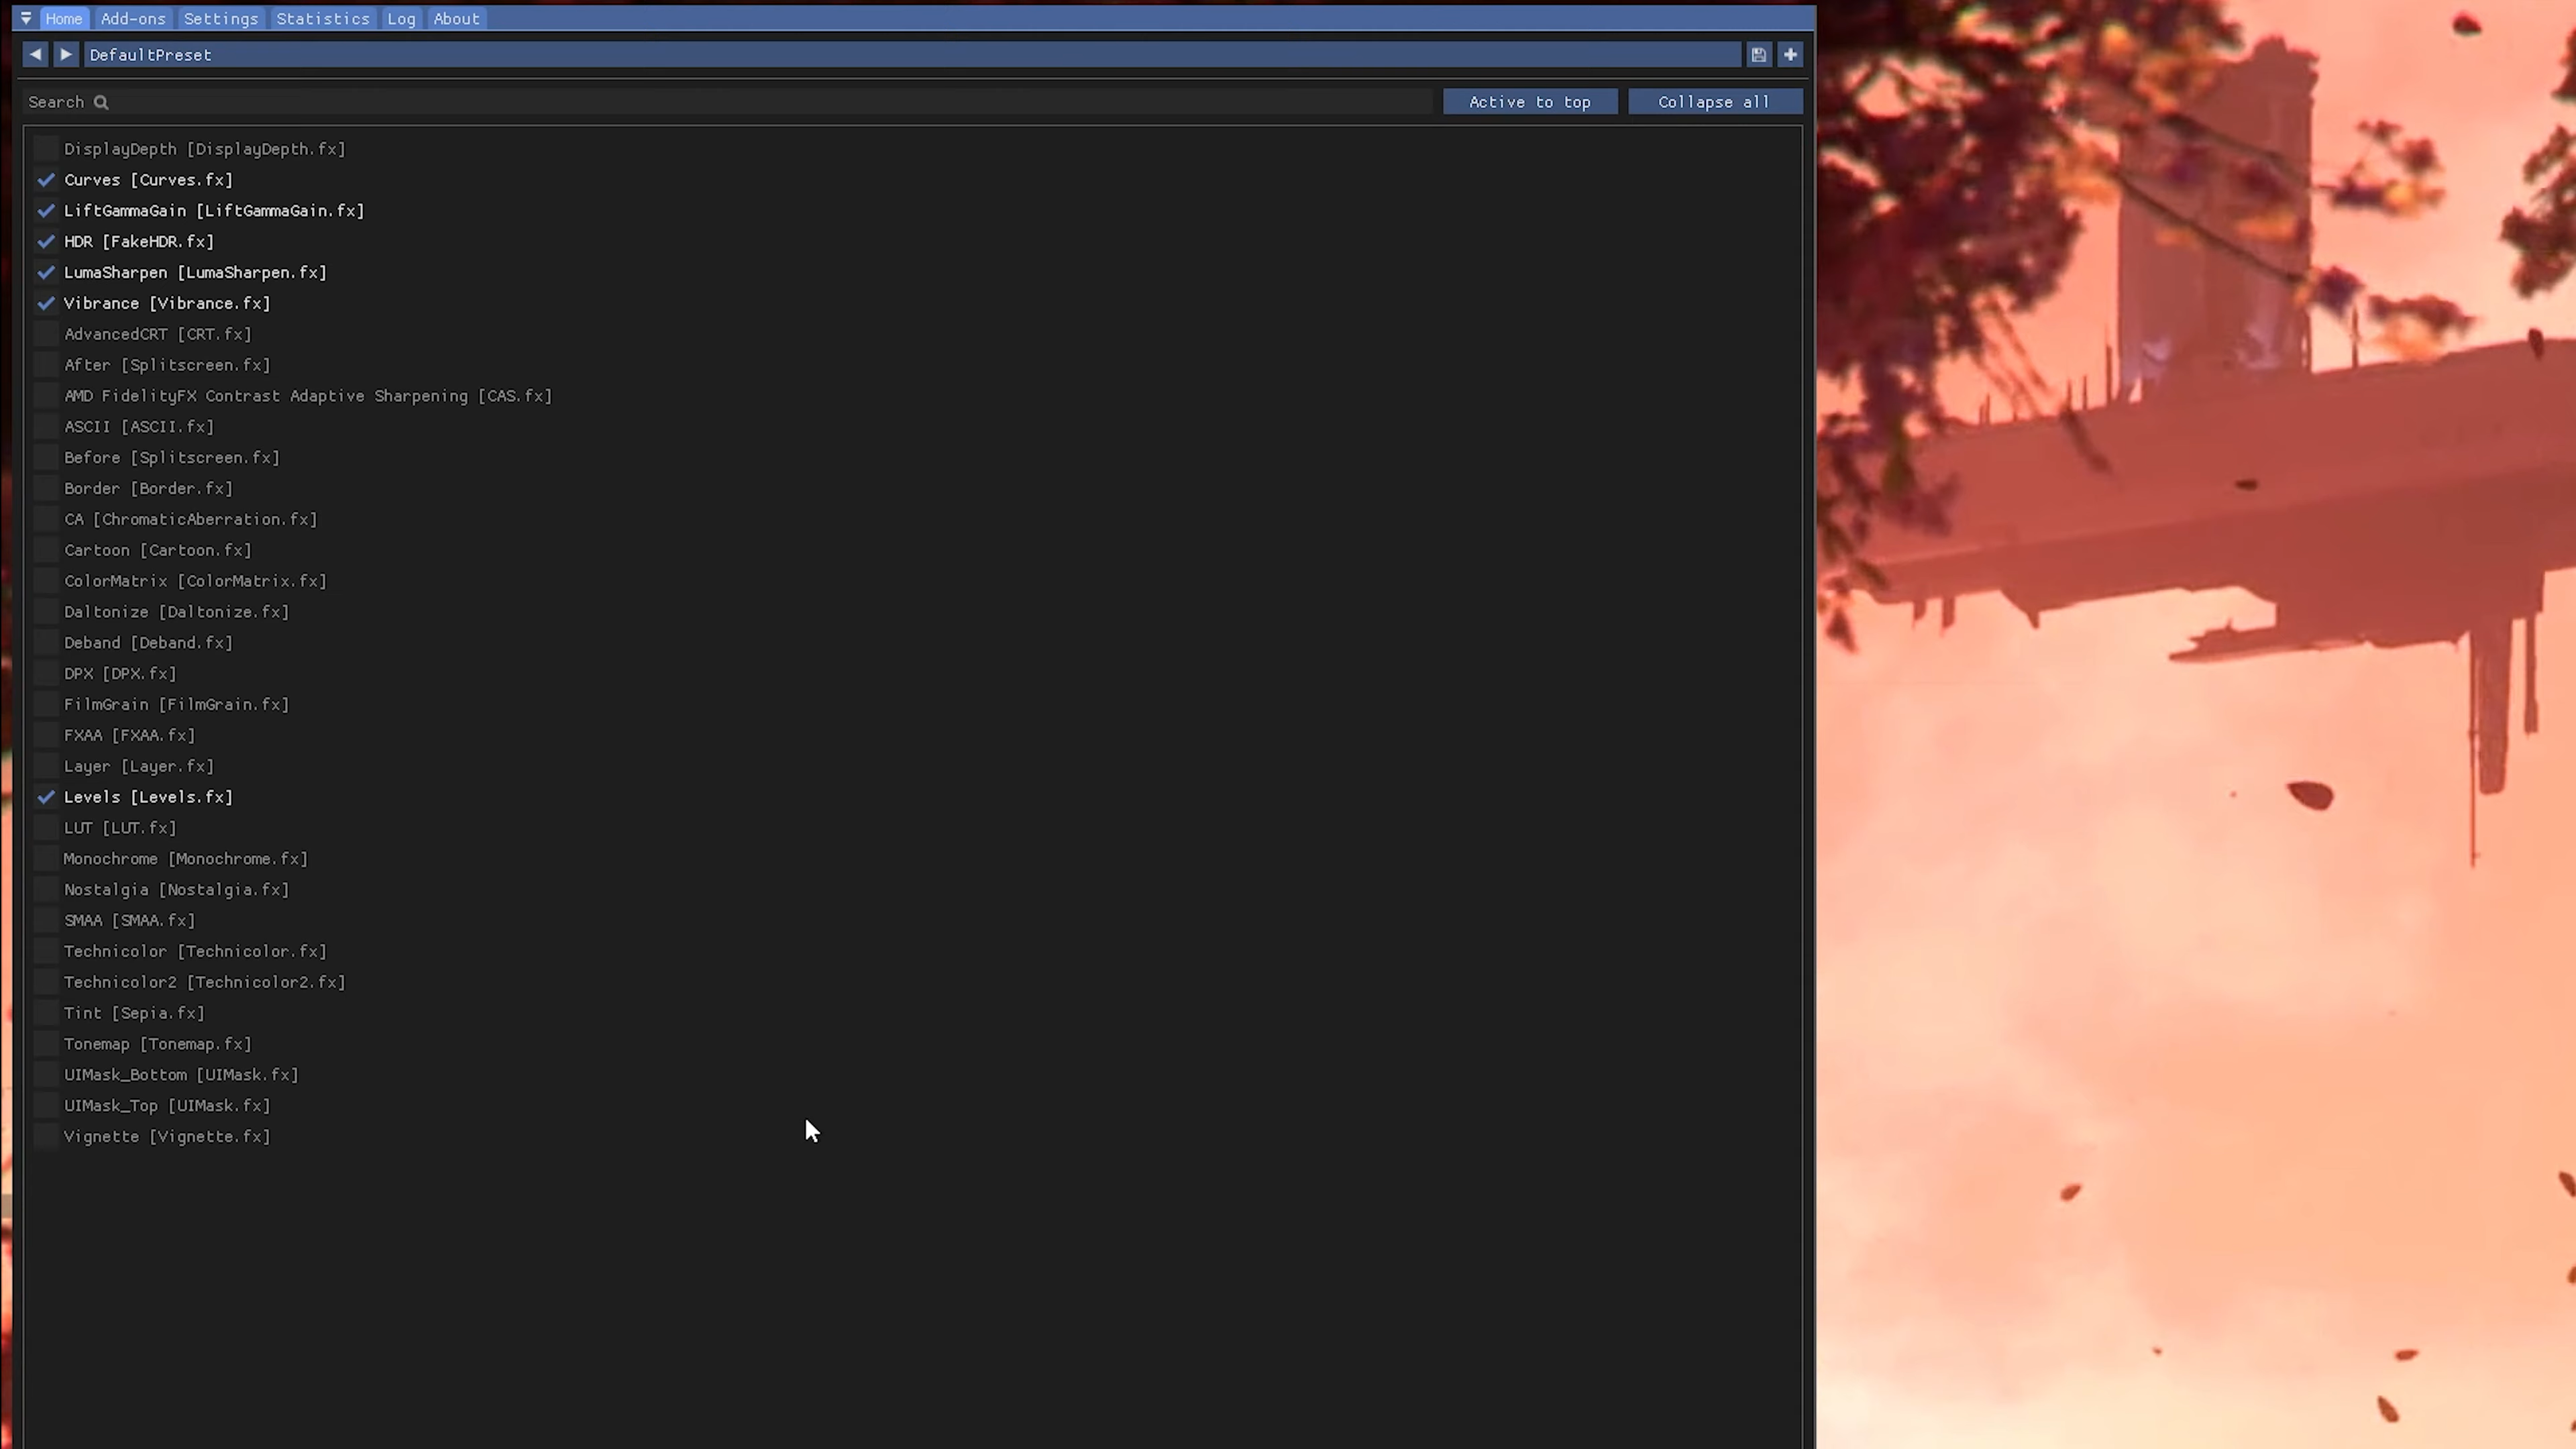 Home Add-ons Settings Statistics Log About
DefaultPreset
Search Active to top Collapse all
DisplayDepth [DisplayDepth.fx]
Curves [Curves.fx]
LiftGammaGain [LiftGammaGain.fx]
HDR [FakeHDR.fx]
LumaSharpen [LumaSharpen.fx]
Vibrance [Vibrance.fx]
AdvancedCRT [CRT.fx]
After [Splitscreen.fx]
AMD FidelityFX Contrast Adaptive Sharpening [CAS.fx]
ASCII [ASCII.fx]
Before [Splitscreen.fx]
Border [Border.fx]
CA [ChromaticAberration.fx]
Cartoon [Cartoon.fx]
ColorMatrix [ColorMatrix.fx]
Daltonize [Daltonize.fx]
Deband [Deband.fx]
DPX [DPX.fx]
FilmGrain [FilmGrain.fx]
FXAA [FXAA.fx]
Layer [Layer.fx]
Levels [Levels.fx]
LUT [LUT.fx]
Monochrome [Monochrome.fx]
Nostalgia [Nostalgia.fx]
SMAA [SMAA.fx]
Technicolor [Technicolor.fx]
Technicolor2 [Technicolor2.fx]
Tint [Sepia.fx]
Tonemap [Tonemap.fx]
UIMask_Bottom [UIMask.fx]
UIMask_Top [UIMask.fx]
Vignette [Vignette.fx]